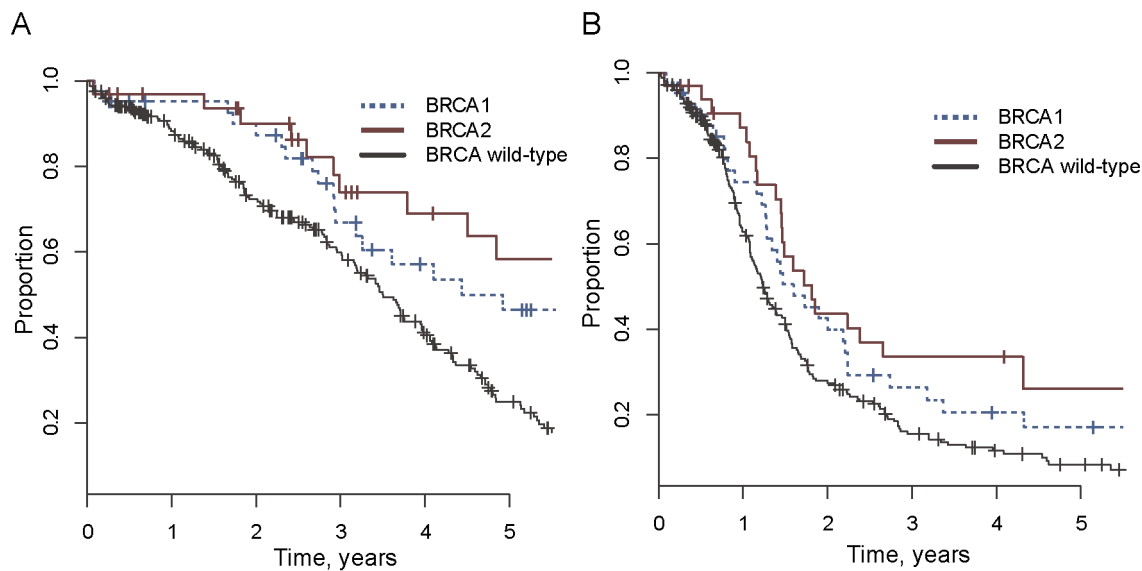 A
Proportion
1.0
0.8
0.6
0.4
0.2
0 1 2 3 4 5
Time, years
BRCA1
BRCA2
BRCA wild-type
B
Proportion
1.0
0.8
0.6
0.4
0.2
0 1 2 3 4 5
Time, years
BRCA1
BRCA2
BRCA wild-type